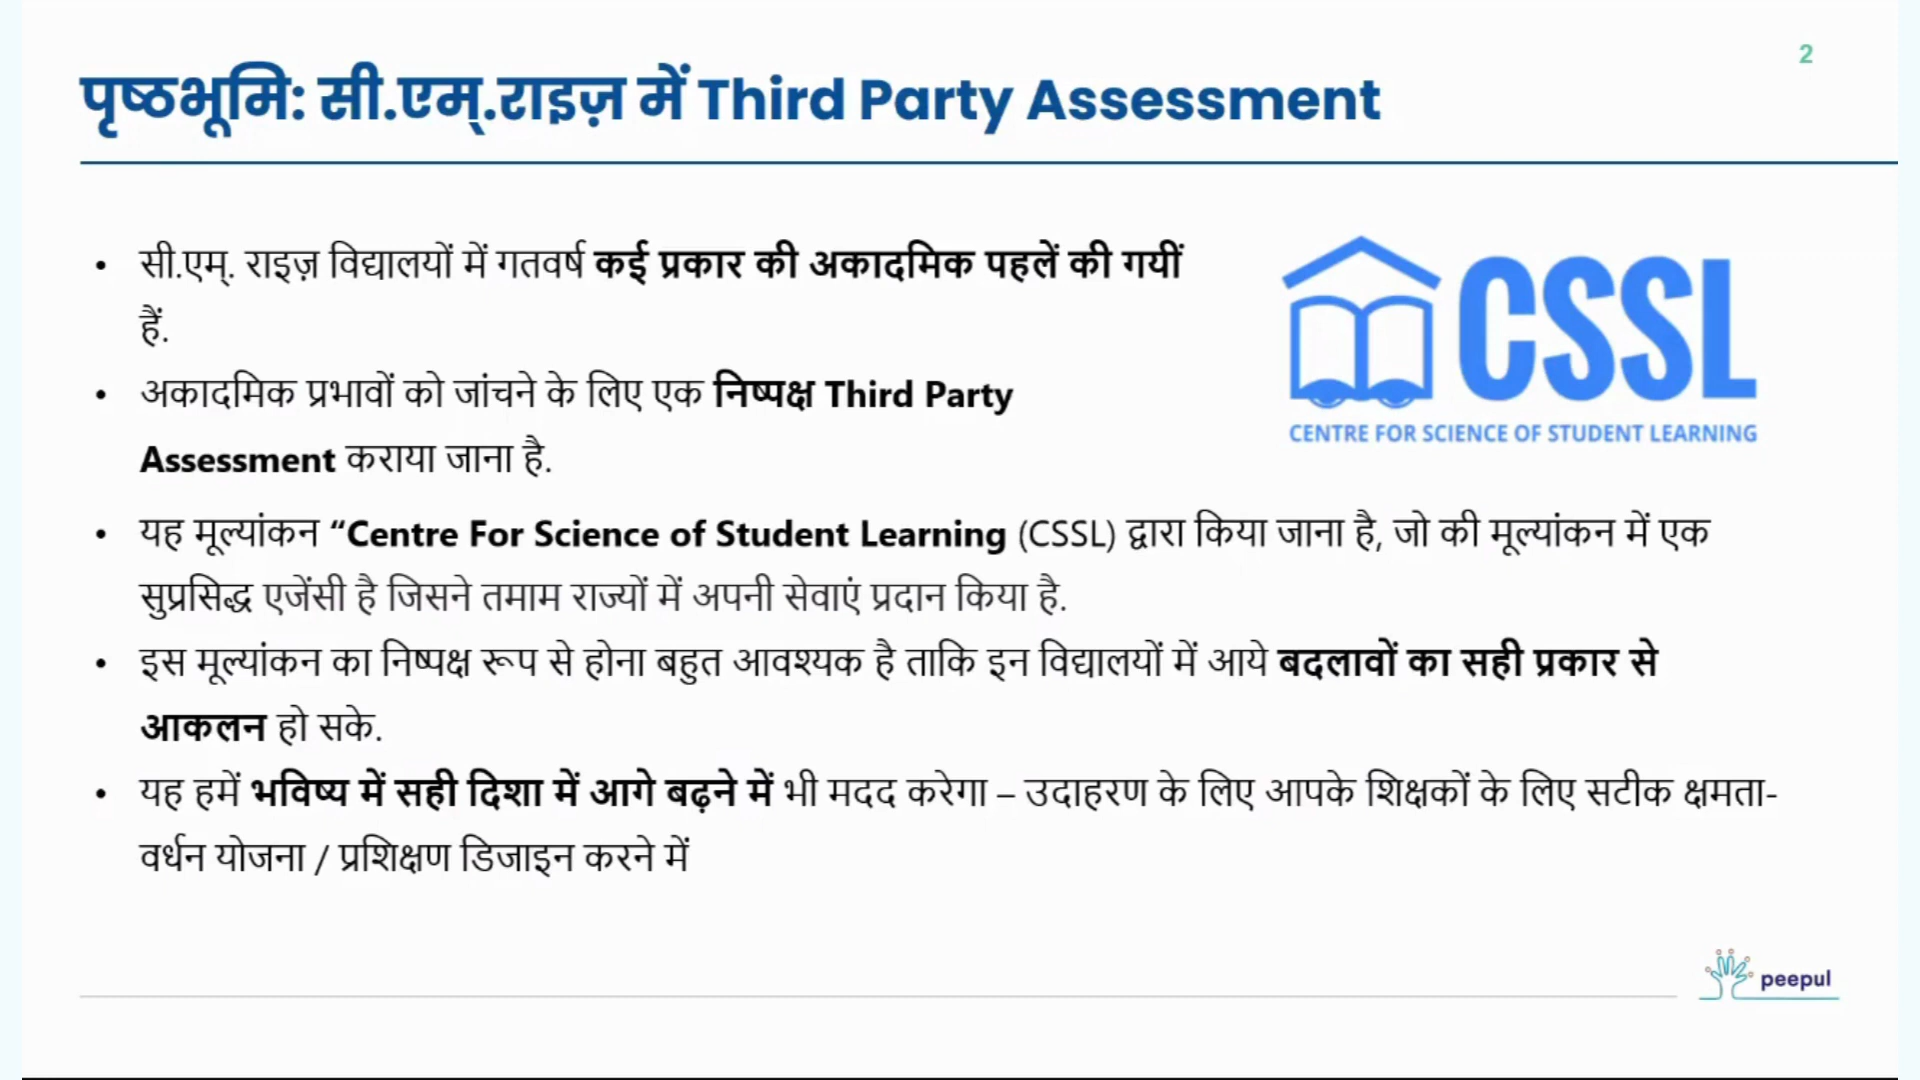 2
पृष्ठभूमि: सी.एम्.राइज़ में Third Party Assessment
• सी.एम्. राइज़ विद्यालयों में गतवर्ष कई प्रकार की अकादमिक पहलें की गयीं
हैं.
• अकादमिक प्रभावों को जांचने के लिए एक निष्पक्ष Third Party
Assessment कराया जाना है.
CSSL
CENTRE FOR SCIENCE OF STUDENT LEARNING
• यह मूल्यांकन “Centre For Science of Student Learning (CSSL) द्वारा किया जाना है, जो की मूल्यांकन में एक
सुप्रसिद्ध एजेंसी है जिसने तमाम राज्यों में अपनी सेवाएं प्रदान किया है.
• इस मूल्यांकन का निष्पक्ष रूप से होना बहुत आवश्यक है ताकि इन विद्यालयों में आये बदलावों का सही प्रकार से
आकलन हो सके.
• यह हमें भविष्य में सही दिशा में आगे बढ़ने में भी मदद करेगा – उदाहरण के लिए आपके शिक्षकों के लिए सटीक क्षमता-
वर्धन योजना / प्रशिक्षण डिजाइन करने में
peepul